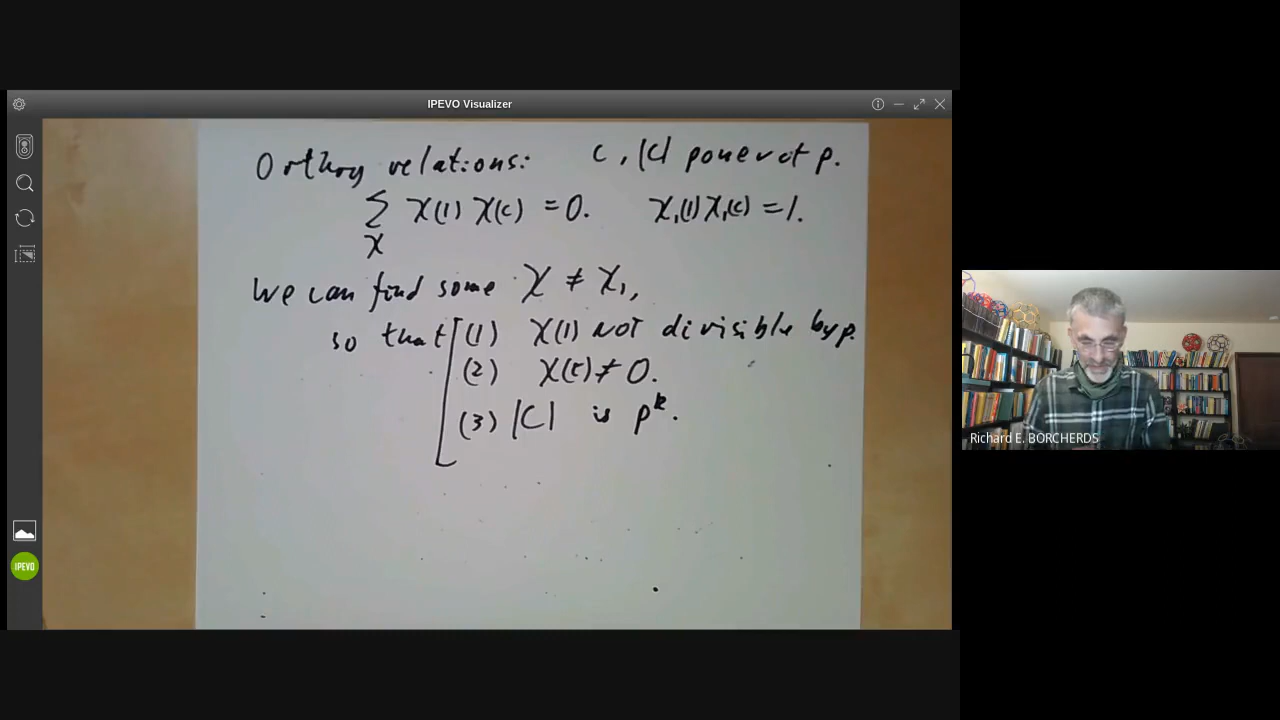 IPEVO Visualizer
Orthog relations: C, |C| power of p.
∑ χ(1) χ(c) = 0. χ₁(1)χ₁(c) = 1.
χ
We can find some χ ≠ χ₁,
so that (1) χ(1) NOT divisible by p.
(2) χ(c) ≠ 0.
(3) |C| is pᵏ.
IPEVO
Richard E. BORCHERDS